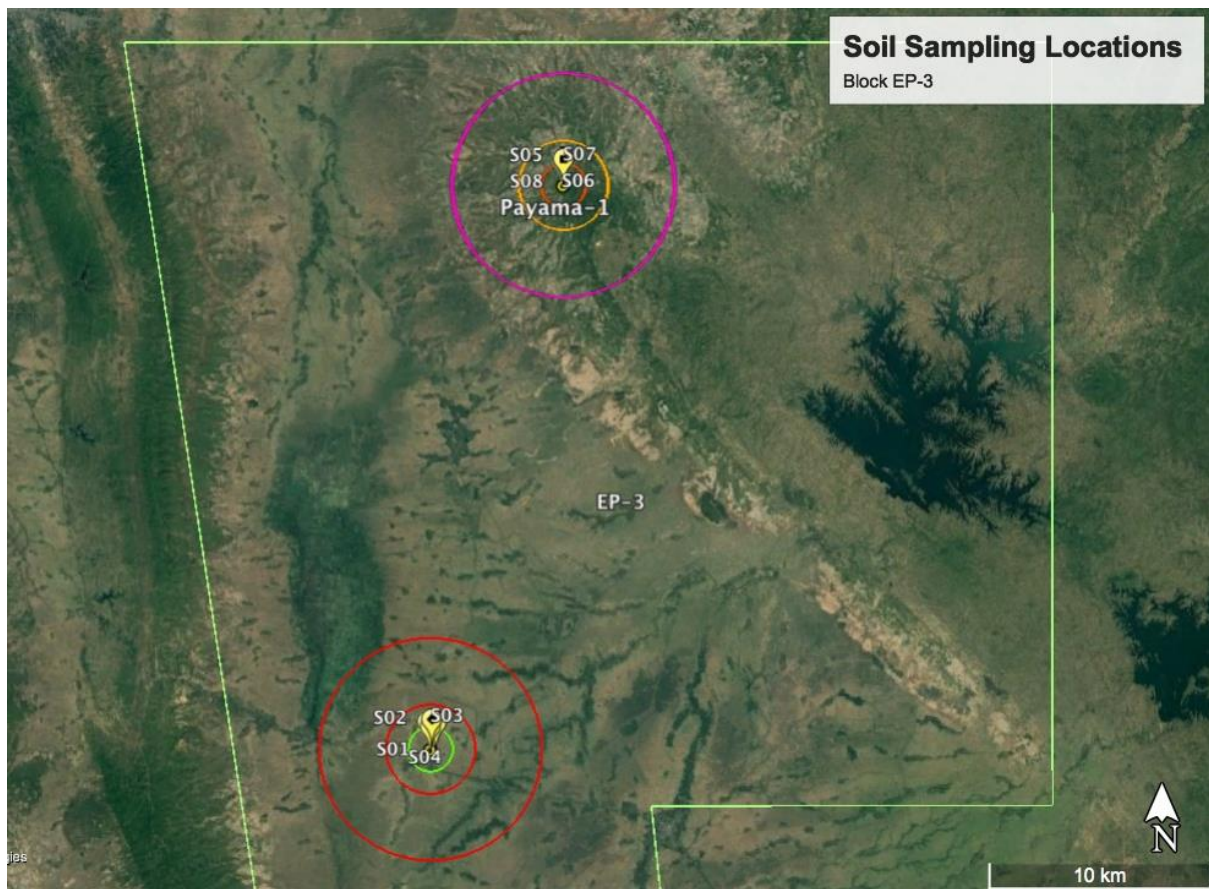 Soil Sampling Locations
Block EP-3
S05 S07
S08 S06
Payama-1
EP-3
S02 S03
S01 S04
N
10 km